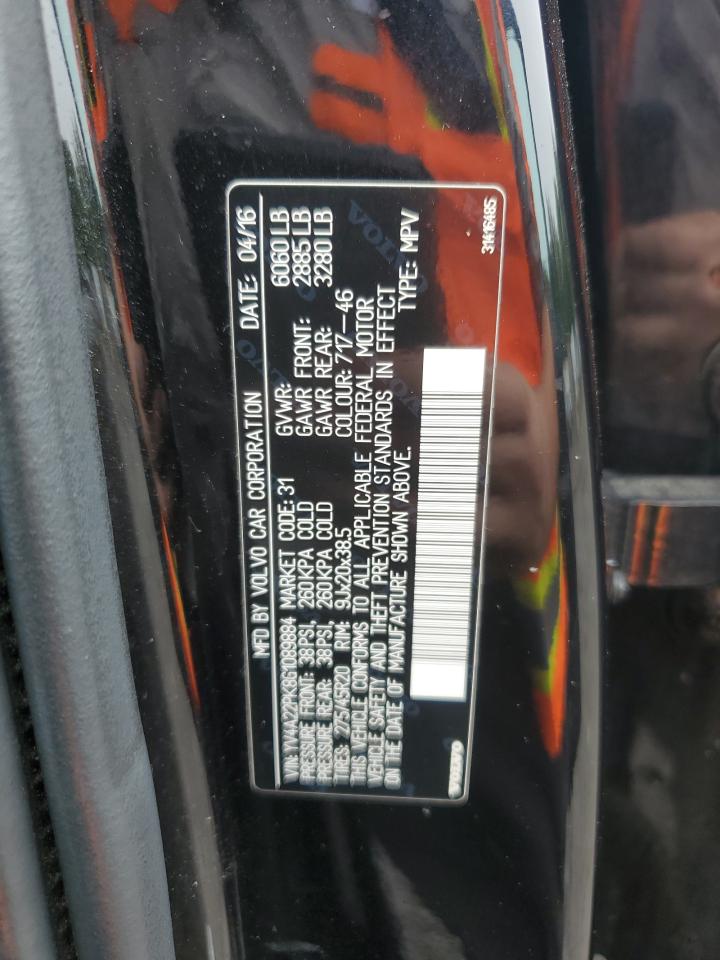 MFD BY VOLVO CAR CORPORATION DATE: 04/16
VIN: YV4A22PK8G1089884 MARKET CODE: 31 GVWR: 6060 LB
PRESSURE FRONT: 38PSI, 260KPA COLD GAWR FRONT: 2885 LB
PRESSURE REAR: 38PSI, 260KPA COLD GAWR REAR: 3280 LB
TIRES: 275/45R20 RIM: 9Jx20x38.5 COLOUR: 717–46
THIS VEHICLE CONFORMS TO ALL APPLICABLE FEDERAL MOTOR
VEHICLE SAFETY AND THEFT PREVENTION STANDARDS IN EFFECT
ON THE DATE OF MANUFACTURE SHOWN ABOVE. TYPE: MPV
VOLVO 31416485